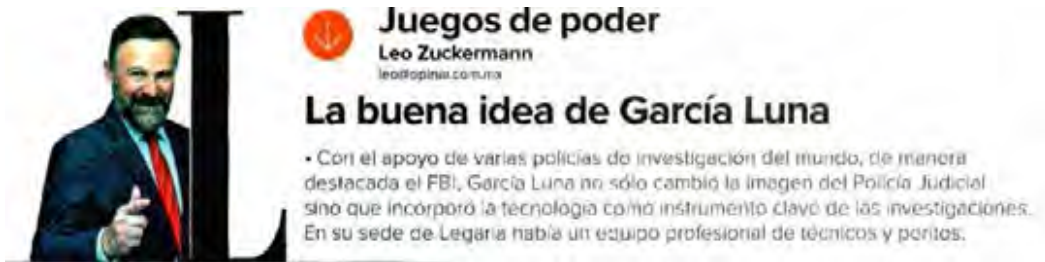 L
Juegos de poder
Leo Zuckermann
leo@opinia.com.mx
La buena idea de García Luna
• Con el apoyo de varias policías de investigación del mundo, de manera
destacada el FBI, García Luna no sólo cambió la imagen del Policía Judicial
sino que incorporó la tecnología como instrumento clave de las investigaciones.
En su sede de Legaria había un equipo profesional de técnicos y peritos.